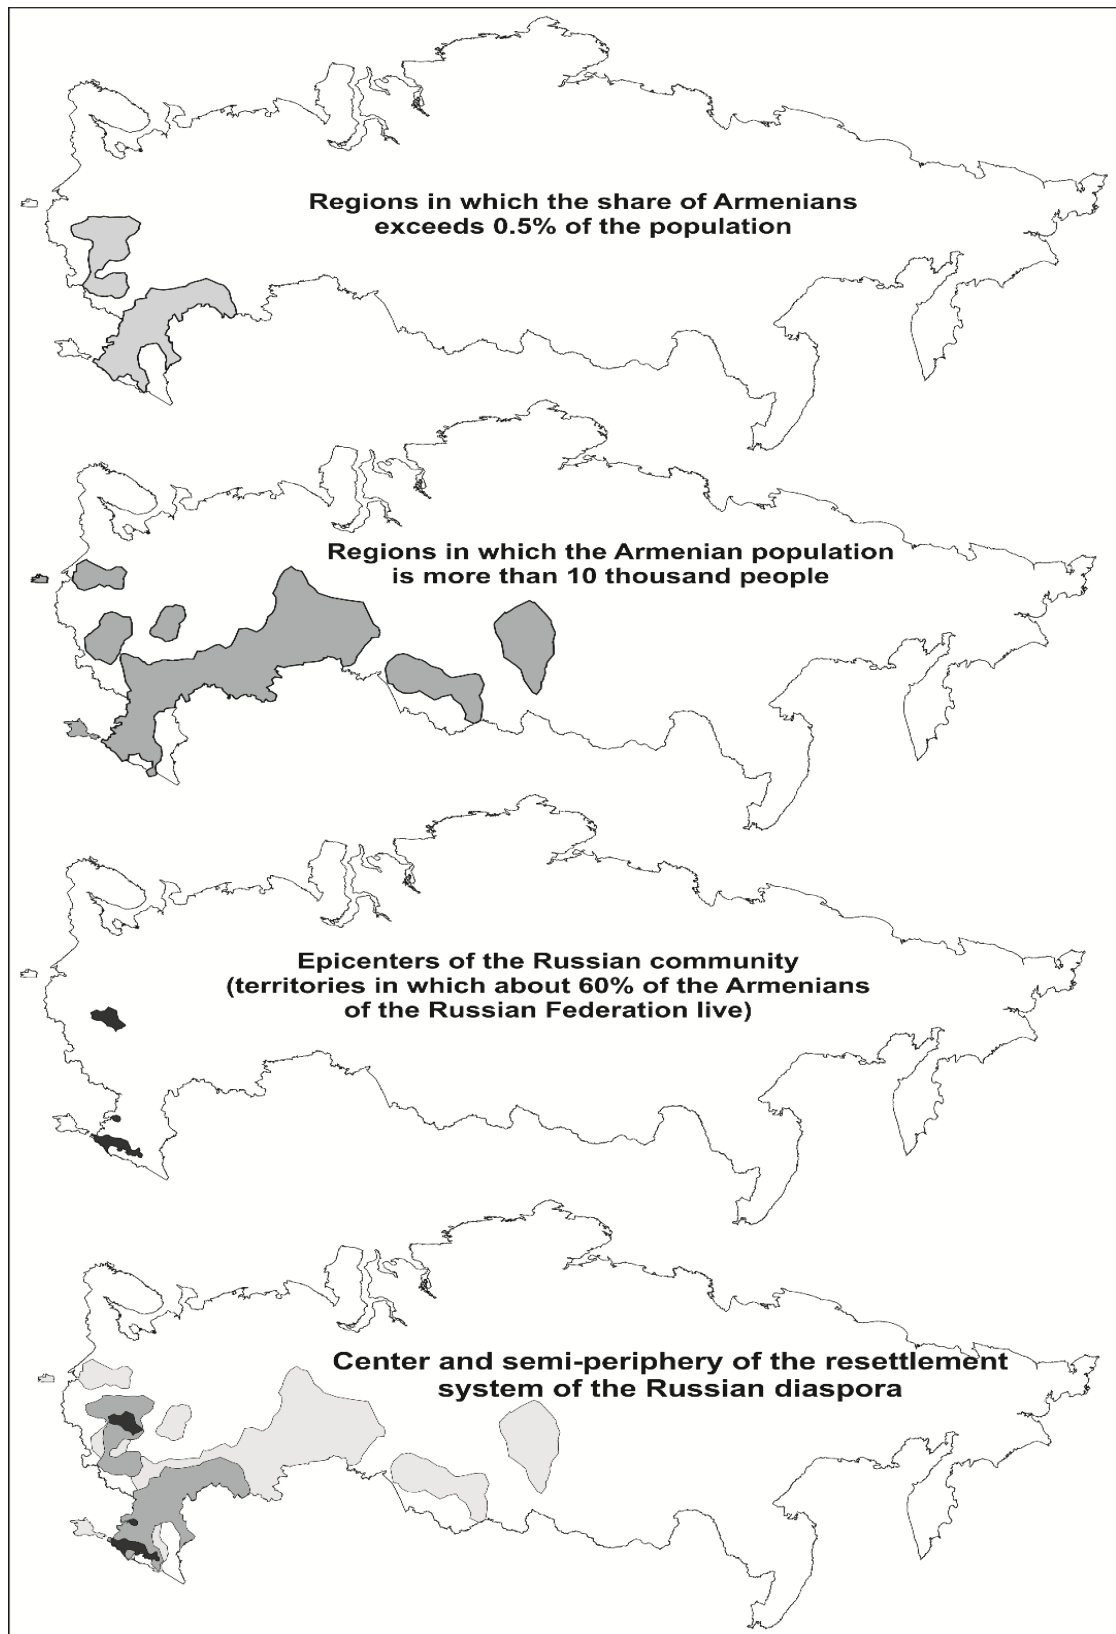 Regions in which the share of Armenians
exceeds 0.5% of the population
Regions in which the Armenian population
is more than 10 thousand people
Epicenters of the Russian community
(territories in which about 60% of the Armenians
of the Russian Federation live)
Center and semi-periphery of the resettlement
system of the Russian diaspora